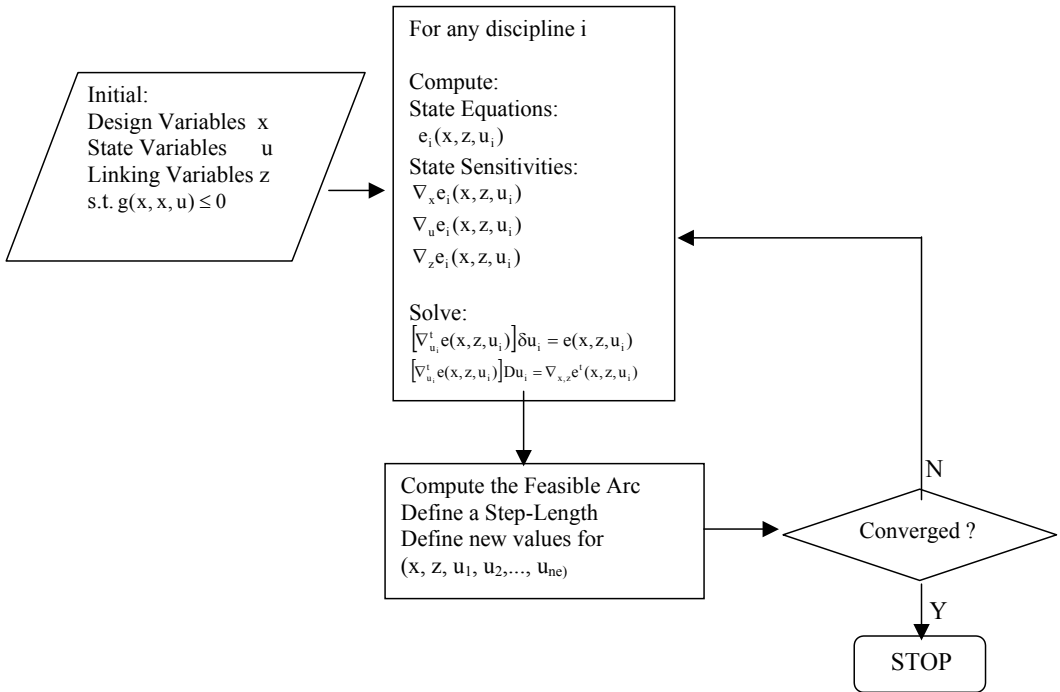 Initial:
Design Variables x
State Variables u
Linking Variables z
s.t. g(x, x, u) ≤ 0
For any discipline i
Compute:
State Equations:
e_i(x, z, u_i)
State Sensitivities:
∇_x e_i(x, z, u_i)
∇_u e_i(x, z, u_i)
∇_z e_i(x, z, u_i)
Solve:
[∇^t_{u_i} e(x, z, u_i)]δu_i = e(x, z, u_i)
[∇^t_{u_i} e(x, z, u_i)]Du_i = ∇_{x,z} e^t(x, z, u_i)
Compute the Feasible Arc
Define a Step-Length
Define new values for
(x, z, u_1, u_2,..., u_{ne)}
Converged ?
N
Y
STOP